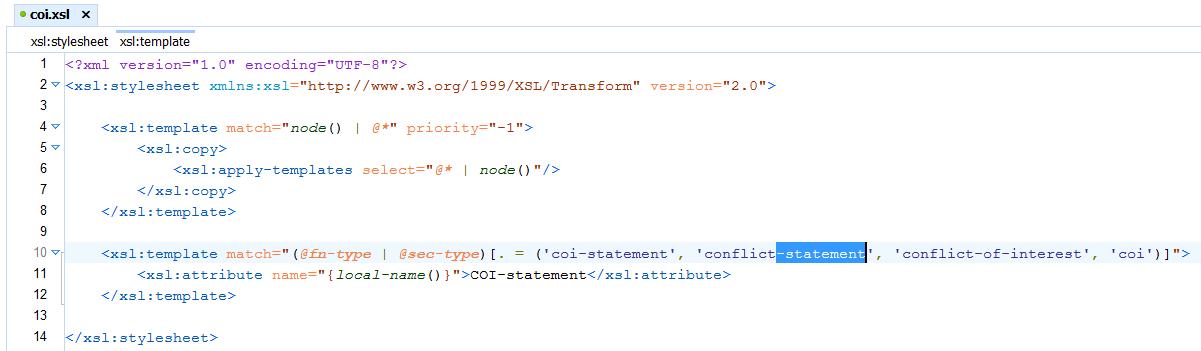 coi.xsl ×
xsl:stylesheet xsl:template
1 <?xml version="1.0" encoding="UTF-8"?>
2 <xsl:stylesheet xmlns:xsl="http://www.w3.org/1999/XSL/Transform" version="2.0">
3
4 <xsl:template match="node() | @*" priority="-1">
5 <xsl:copy>
6 <xsl:apply-templates select="@* | node()"/>
7 </xsl:copy>
8 </xsl:template>
9
10 <xsl:template match="(@fn-type | @sec-type)[. = ('coi-statement', 'conflict-statement', 'conflict-of-interest', 'coi')]">
11 <xsl:attribute name="{local-name()}">COI-statement</xsl:attribute>
12 </xsl:template>
13
14 </xsl:stylesheet>